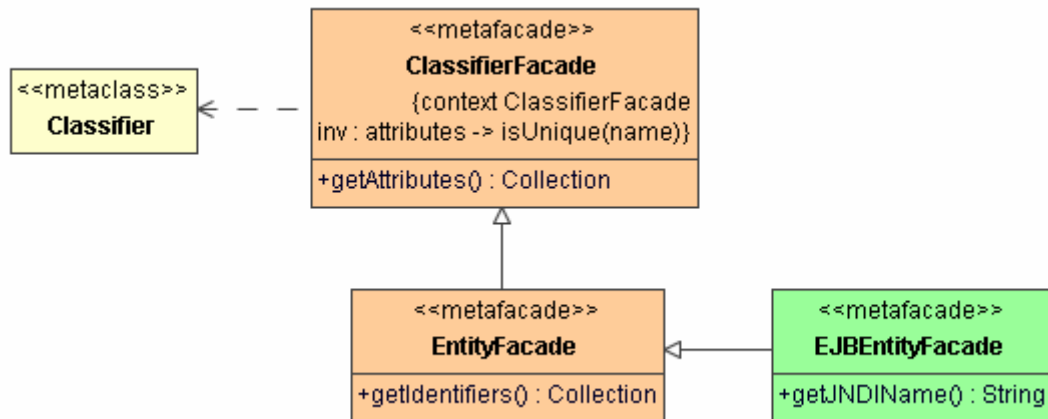 <<metafacade>>
ClassifierFacade
{context ClassifierFacade
inv : attributes -> isUnique(name)}
+getAttributes() : Collection
<<metaclass>>
Classifier
<<metafacade>>
EntityFacade
+getIdentifiers() : Collection
<<metafacade>>
EJBEntityFacade
+getJNDIName() : String